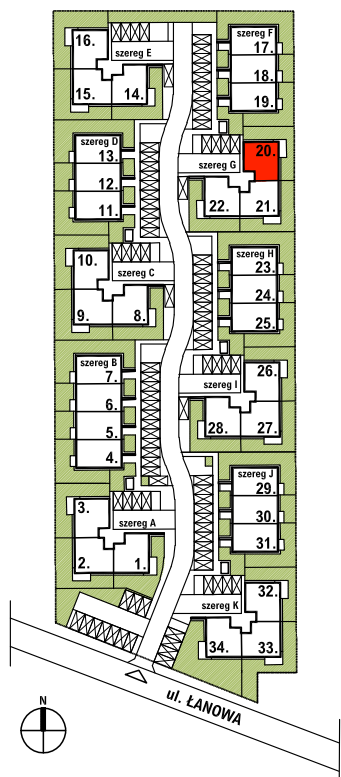 16.
szereg E
15.
14.
szereg F
17.
18.
19.
szereg D
13.
12.
11.
20.
szereg G
22.
21.
10.
szereg C
9.
8.
szereg H
23.
24.
25.
szereg B
7.
6.
5.
4.
26.
szereg I
28.
27.
3.
szereg A
2.
1.
szereg J
29.
30.
31.
32.
szereg K
34.
33.
ul. ŁANOWA
N